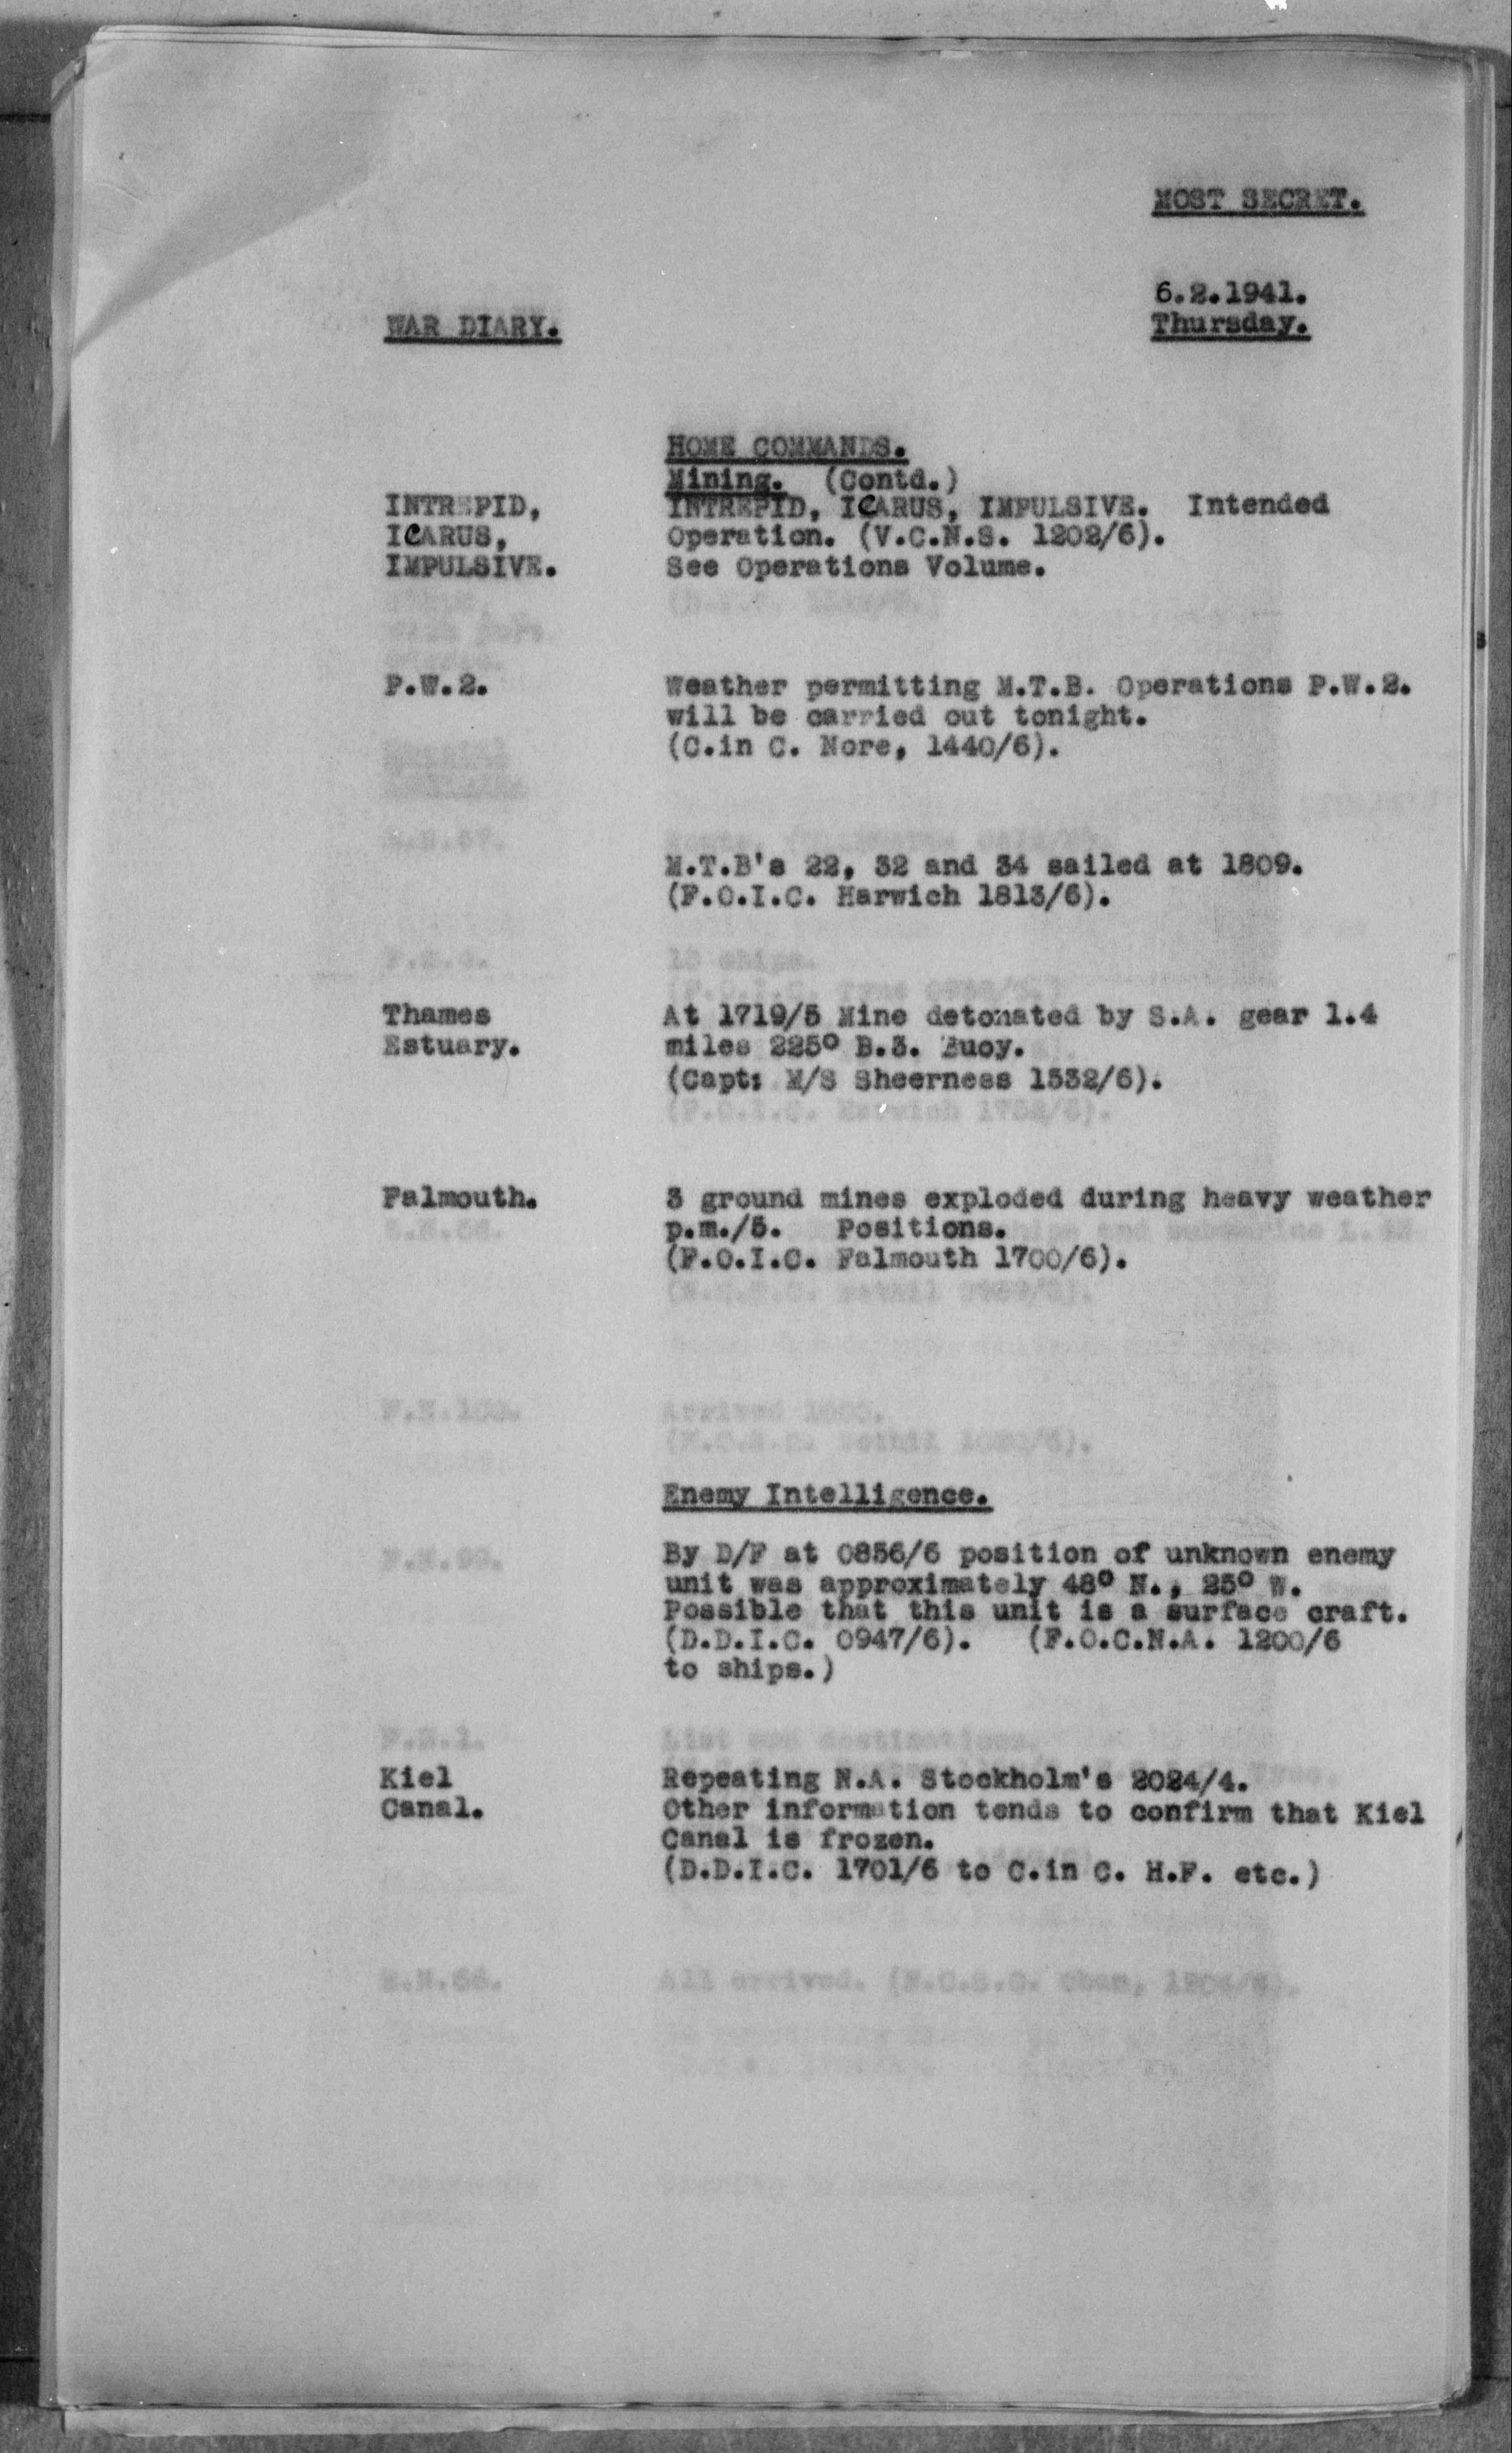 MOST SECRET.
6.2.1941.
WAR DIARY.
Thursday.
HOME COMMANDS.
Mining. (Contd.)
INTREPID,
ICARUS,
IMPULSIVE.
INTREPID, ICARUS, IMPULSIVE. Intended
Operation. (V.C.N.S. 1202/6).
See Operations Volume.
P.W.2.
Weather permitting M.T.B. Operations P.W.2.
will be carried out tonight.
(C.in C. Nore, 1440/6).
M.T.B's 22, 32 and 34 sailed at 1809.
(F.O.I.C. Harwich 1813/6).
Thames
Estuary.
At 1719/5 Mine detonated by S.A. gear 1.4
miles 225° B.3. Buoy.
(Capt: M/S Sheerness 1532/6).
Falmouth.
3 ground mines exploded during heavy weather
p.m./5. Positions.
(F.O.I.C. Falmouth 1700/6).
Enemy Intelligence.
By D/F at 0856/6 position of unknown enemy
unit was approximately 48° N., 25° W.
Possible that this unit is a surface craft.
(D.D.I.C. 0947/6). (F.O.C.N.A. 1200/6
to ships.)
Kiel
Canal.
Repeating N.A. Stockholm's 2024/4.
Other information tends to confirm that Kiel
Canal is frozen.
(D.D.I.C. 1701/6 to C.in C. H.F. etc.)